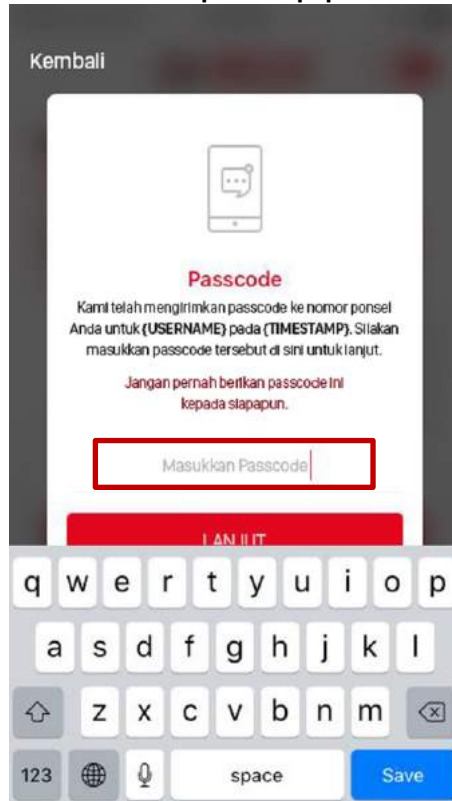 Kembali
Passcode
Kami telah mengirimkan passcode ke nomor ponsel
Anda untuk {USERNAME} pada {TIMESTAMP}. Silakan
masukkan passcode tersebut di sini untuk lanjut.
Jangan pernah berikan passcode ini
kepada siapapun.
Masukkan Passcode
LANJUT
q w e r t y u i o p
a s d f g h j k l
z x c v b n m
123 space Save